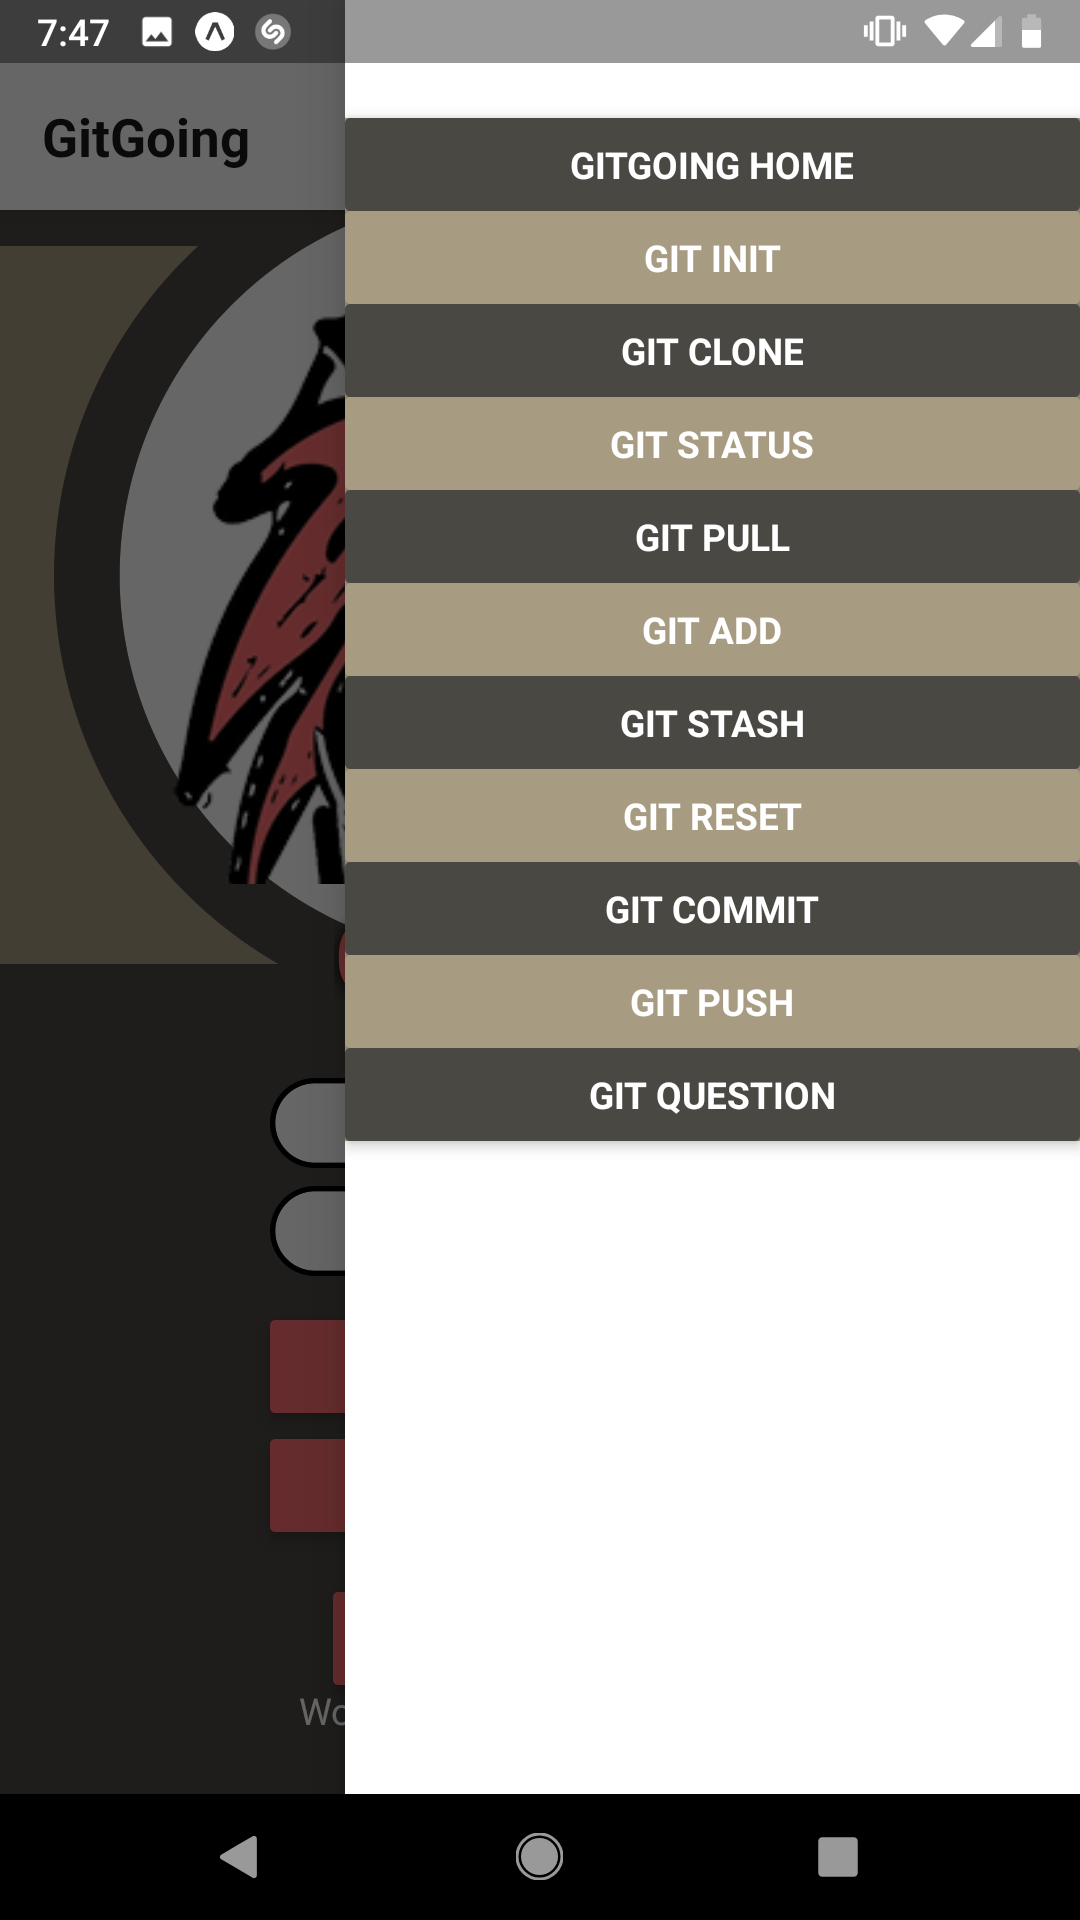 7:47
GitGoing
GITGOING HOME
GIT INIT
GIT CLONE
GIT STATUS
GIT PULL
GIT ADD
GIT STASH
GIT RESET
GIT COMMIT
GIT PUSH
GIT QUESTION